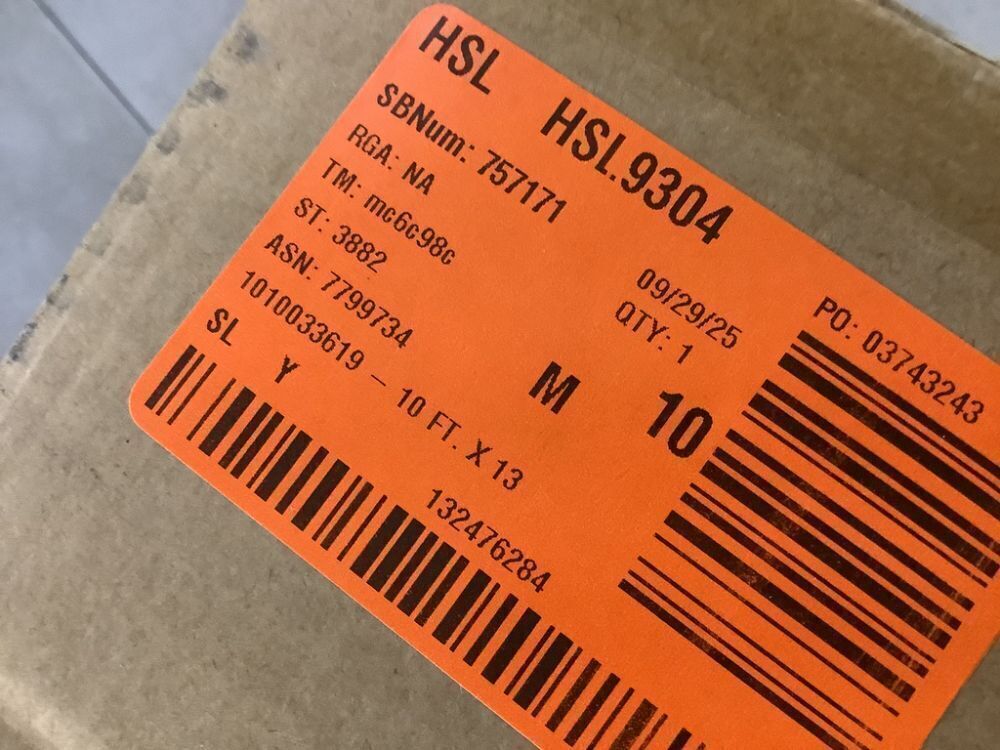 HSL HSL.9304
SBNum: 757171
RGA: NA
TM: mc6c98c
ST: 3882
ASN: 7799734
1010033619 – 10 FT. X 13
SL Y
132476284
09/29/25
QTY: 1
M 10
PO: 03743243